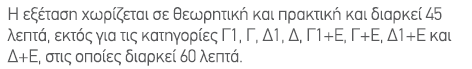 Η εξέταση χωρίζεται σε θεωρητική και πρακτική και διαρκεί 45
λεπτά, εκτός για τις κατηγορίες Γ1, Γ, Δ1, Δ, Γ1+Ε, Γ+Ε, Δ1+Ε και
Δ+Ε, στις οποίες διαρκεί 60 λεπτά.